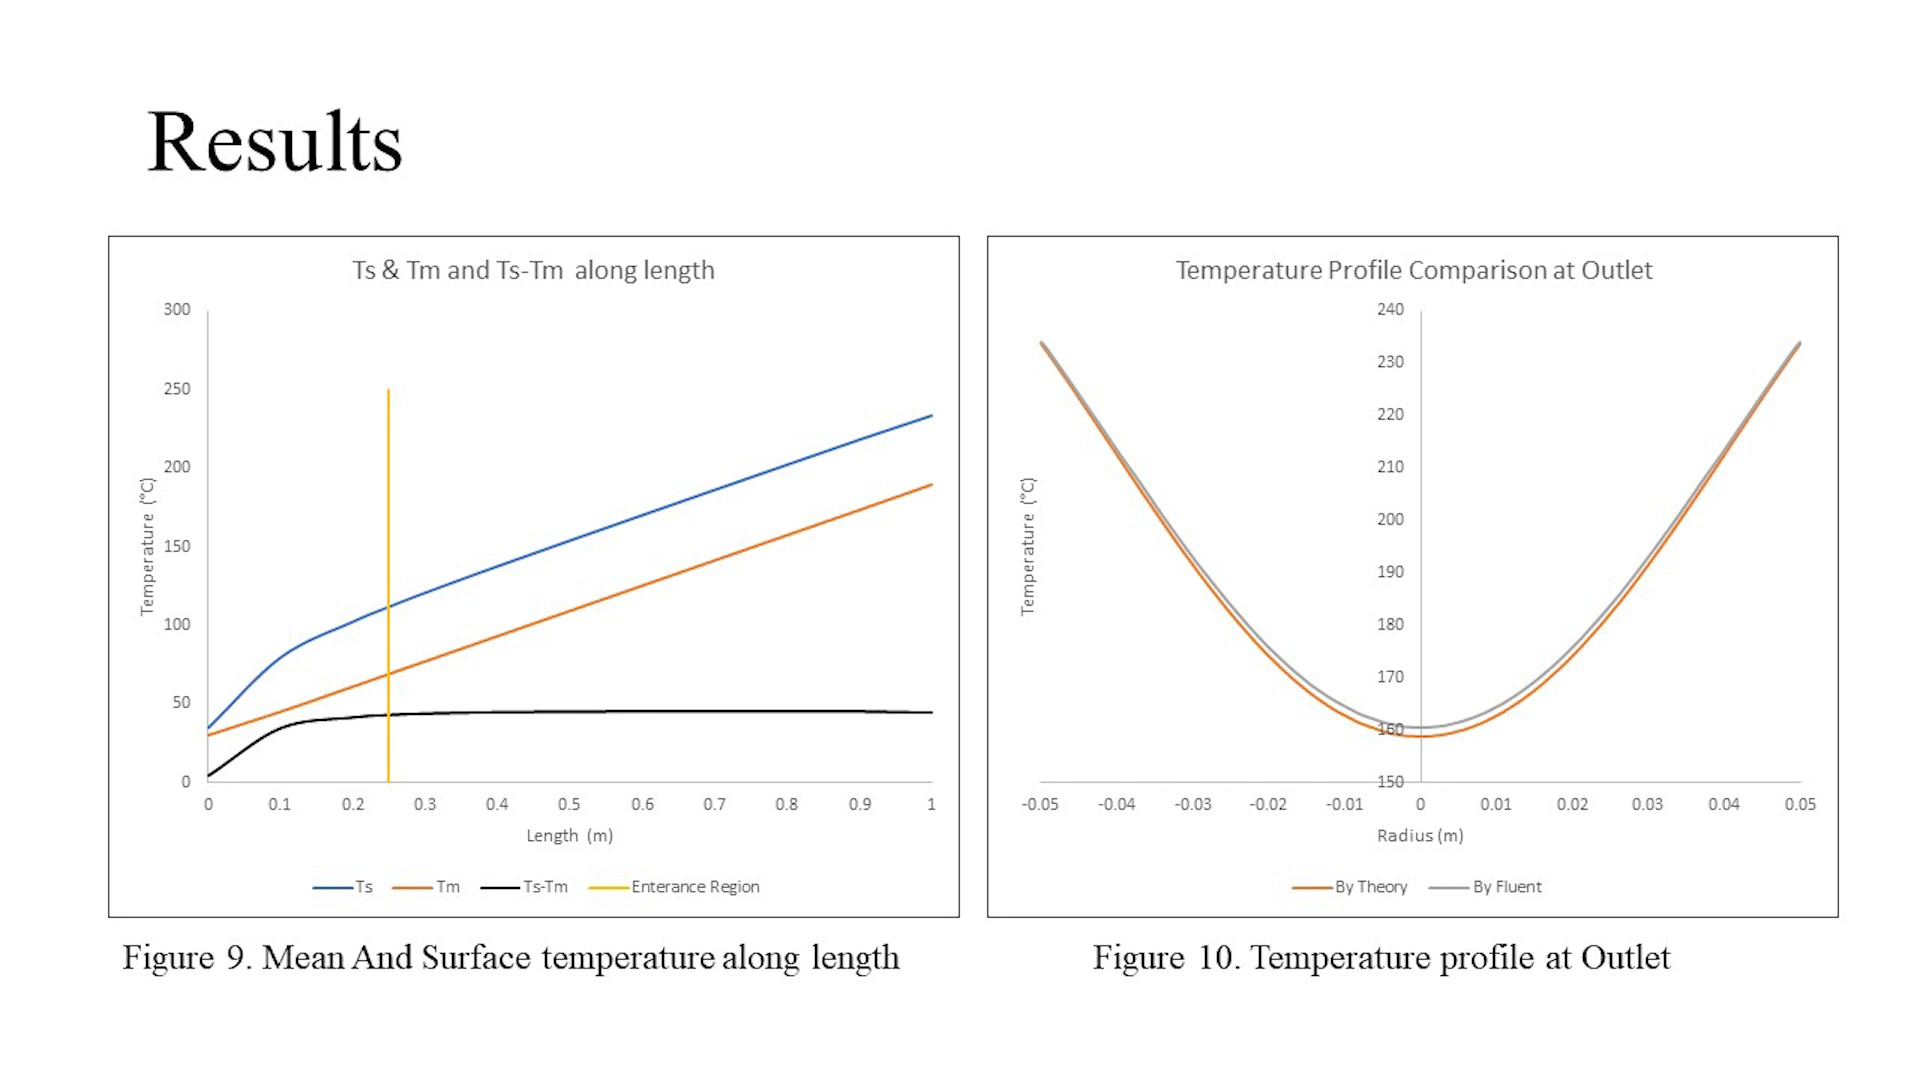 Results
Ts & Tm and Ts-Tm along length
300
250
200
150
100
50
0
Temperature (°C)
0 0.1 0.2 0.3 0.4 0.5 0.6 0.7 0.8 0.9 1
Length (m)
Ts Tm Ts-Tm Enterance Region
Figure 9. Mean And Surface temperature along length
Temperature Profile Comparison at Outlet
240
230
220
210
200
190
180
170
160
150
Temperature (°C)
-0.05 -0.04 -0.03 -0.02 -0.01 0 0.01 0.02 0.03 0.04 0.05
Radius (m)
By Theory By Fluent
Figure 10. Temperature profile at Outlet